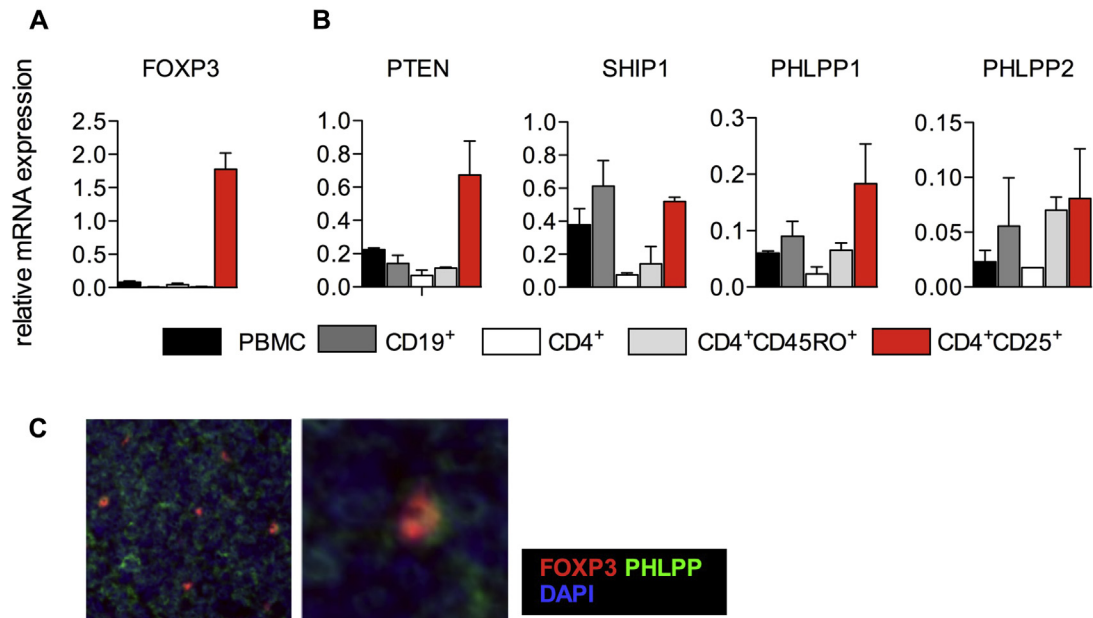 A
B
FOXP3
PTEN
SHIP1
PHLPP1
PHLPP2
relative mRNA expression
2.5
2.0
1.5
1.0
0.5
0.0
1.0
0.8
0.6
0.4
0.2
0.0
1.0
0.8
0.6
0.4
0.2
0.0
0.3
0.2
0.1
0.0
0.15
0.10
0.05
0.00
PBMC CD19⁺ CD4⁺ CD4⁺CD45RO⁺ CD4⁺CD25⁺
C
FOXP3 PHLPP
DAPI